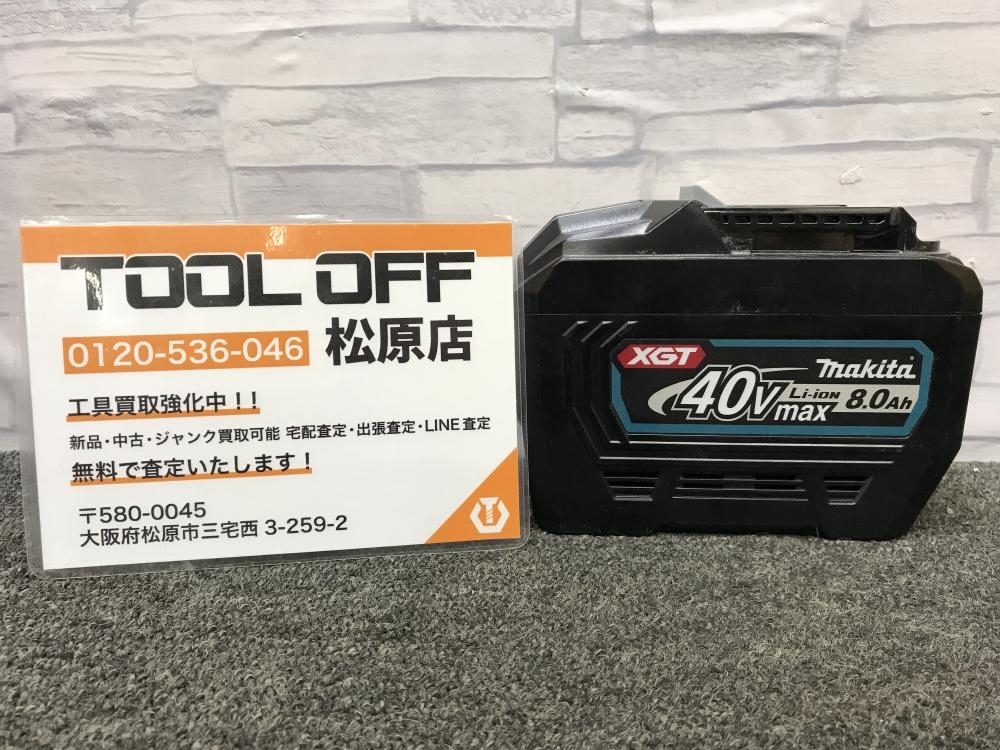 TOOL OFF
0120-536-046 松原店
工具買取強化中！！
新品・中古・ジャンク買取可能 宅配査定・出張査定・LINE査定
無料で査定いたします！
〒580-0045
大阪府松原市三宅西 3-259-2
XGT
makita
40Vmax
Li-ion 8.0Ah